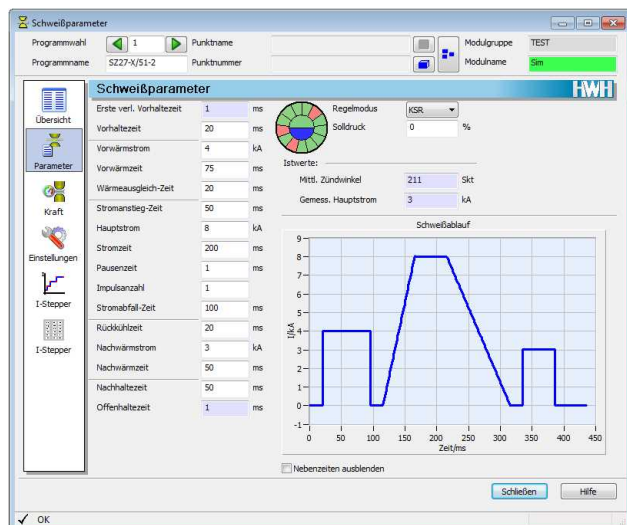 Schweißparameter
Programmwahl 1 Punktname Modulgruppe TEST
Programmname SZ27-X/51-2 Punktnummer Modulname Sim
Schweißparameter HWH
Übersicht
Parameter
Kraft
Einstellungen
I-Stepper
I-Stepper
Erste verl. Vorhaltezeit 1 ms
Vorhaltezeit 20 ms
Vorwärmstrom 4 kA
Vorwärmzeit 75 ms
Wärmeausgleich-Zeit 20 ms
Stromanstieg-Zeit 50 ms
Hauptstrom 8 kA
Stromzeit 200 ms
Pausenzeit 1 ms
Impulsanzahl 1
Stromabfall-Zeit 100 ms
Rückkühlzeit 20 ms
Nachwärmstrom 3 kA
Nachwärmzeit 50 ms
Nachhaltezeit 50 ms
Offenhaltezeit 1 ms
Regelmodus KSR
Solldruck 0 %
Istwerte:
Mittl. Zündwinkel 211 Skt
Gemess. Hauptstrom 3 kA
Schweißablauf
I/kA
9
8
7
6
5
4
3
2
1
0
-1
0 50 100 150 200 250 300 350 400 450
Zeit/ms
Nebenzeiten ausblenden
Schließen Hilfe
OK